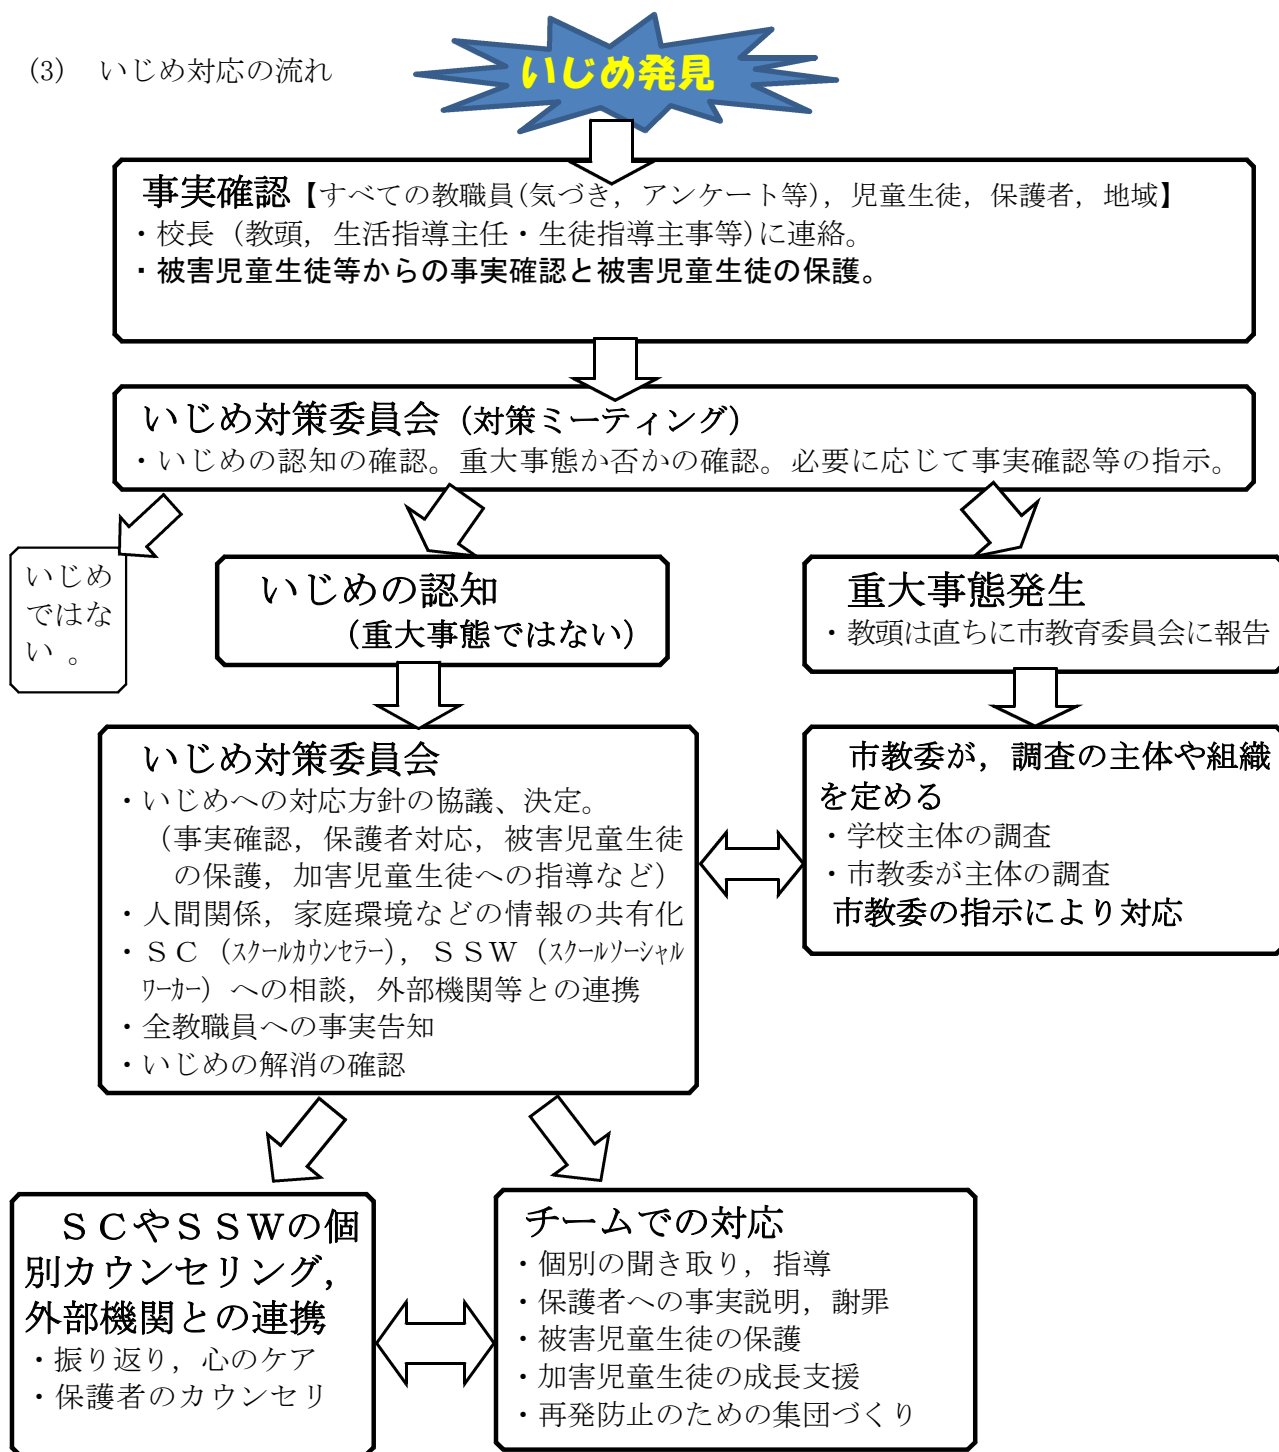 (3)　いじめ対応の流れ
いじめ発見
事実確認【すべての教職員(気づき，アンケート等)，児童生徒，保護者，地域】
・校長（教頭，生活指導主任・生徒指導主事等)に連絡。
・被害児童生徒等からの事実確認と被害児童生徒の保護。
いじめ対策委員会（対策ミーティング）
・いじめの認知の確認。重大事態か否かの確認。必要に応じて事実確認等の指示。
いじめ
ではな
い 。
いじめの認知
（重大事態ではない）
重大事態発生
・教頭は直ちに市教育委員会に報告
いじめ対策委員会
・いじめへの対応方針の協議、決定。
（事実確認，保護者対応，被害児童生徒
の保護，加害児童生徒への指導など）
・人間関係，家庭環境などの情報の共有化
・ＳＣ（ｽｸｰﾙｶｳﾝｾﾗｰ），ＳＳＷ（ｽｸｰﾙｿｰｼｬﾙ
ﾜｰｶｰ）への相談，外部機関等との連携
・全教職員への事実告知
・いじめの解消の確認
市教委が，調査の主体や組織
を定める
・学校主体の調査
・市教委が主体の調査
市教委の指示により対応
ＳＣやＳＳＷの個
別カウンセリング，
外部機関との連携
・振り返り，心のケア
・保護者のカウンセリ
チームでの対応
・個別の聞き取り，指導
・保護者への事実説明，謝罪
・被害児童生徒の保護
・加害児童生徒の成長支援
・再発防止のための集団づくり